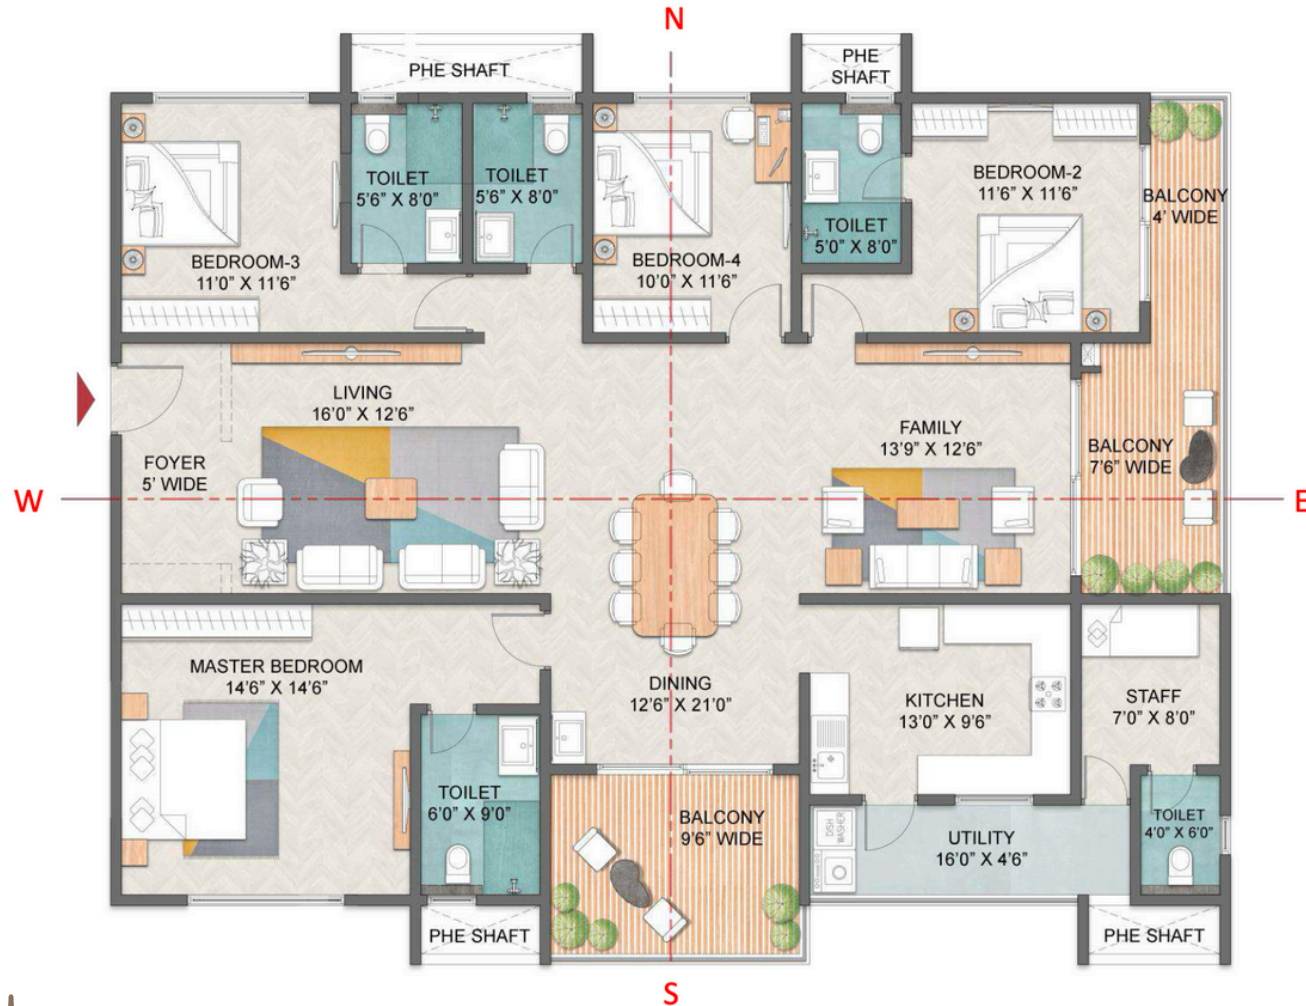 N
PHE SHAFT
PHE
SHAFT
TOILET
5'6” X 8'0”
TOILET
5'6” X 8'0”
BEDROOM-2
11'6” X 11'6”
BALCONY
4' WIDE
TOILET
5'0” X 8'0”
BEDROOM-3
11'0” X 11'6”
BEDROOM-4
10'0” X 11'6”
LIVING
16'0” X 12'6”
FAMILY
13'9” X 12'6”
BALCONY
7'6” WIDE
FOYER
5' WIDE
W
E
MASTER BEDROOM
14'6” X 14'6”
DINING
12'6” X 21'0”
KITCHEN
13'0” X 9'6”
STAFF
7'0” X 8'0”
TOILET
6'0” X 9'0”
BALCONY
9'6” WIDE
DISH
WASHER
UTILITY
16'0” X 4'6”
TOILET
4'0” X 6'0”
PHE SHAFT
PHE SHAFT
S